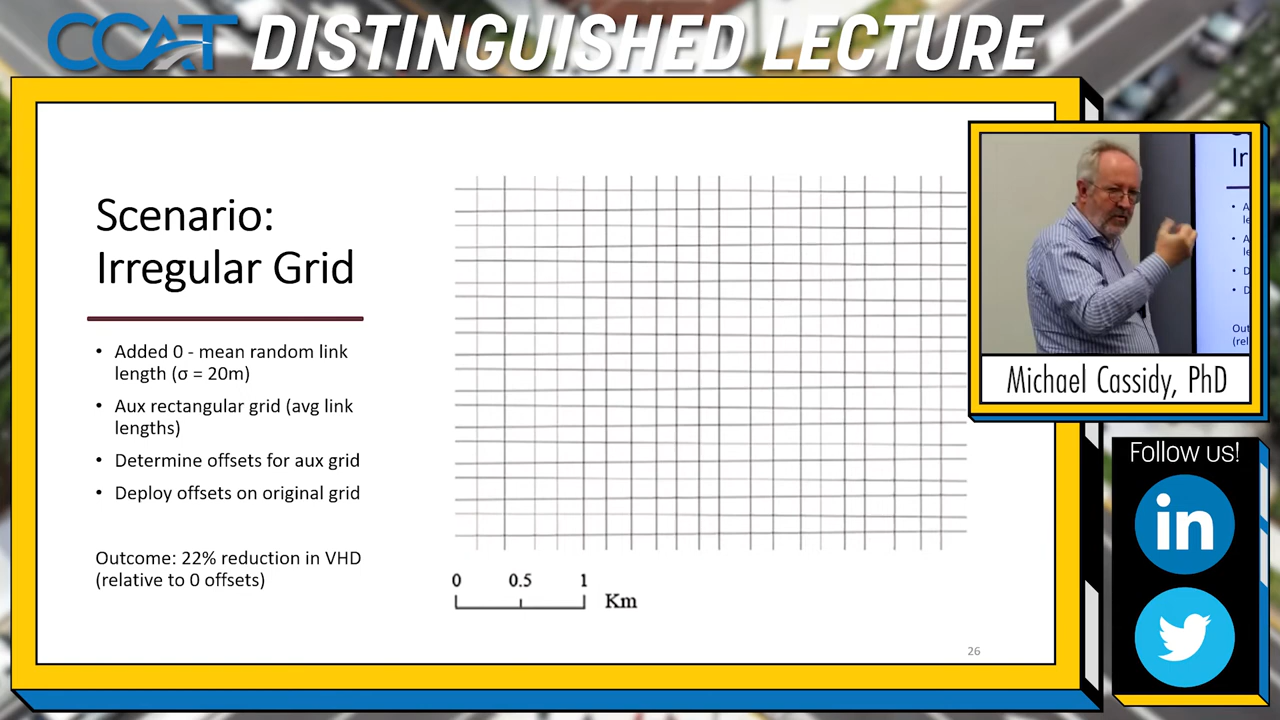 CCAT DISTINGUISHED LECTURE
Scenario:
Irregular Grid
• Added 0 - mean random link
length (σ = 20m)
• Aux rectangular grid (avg link
lengths)
• Determine offsets for aux grid
• Deploy offsets on original grid
Outcome: 22% reduction in VHD
(relative to 0 offsets)
0 0.5 1
Km
26
Ir
Michael Cassidy, PhD
Follow us!
in